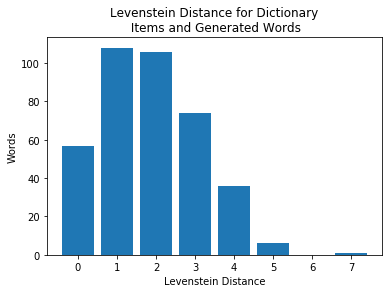 Levenstein Distance for Dictionary
Items and Generated Words
Words
100
80
60
40
20
0
0 1 2 3 4 5 6 7
Levenstein Distance